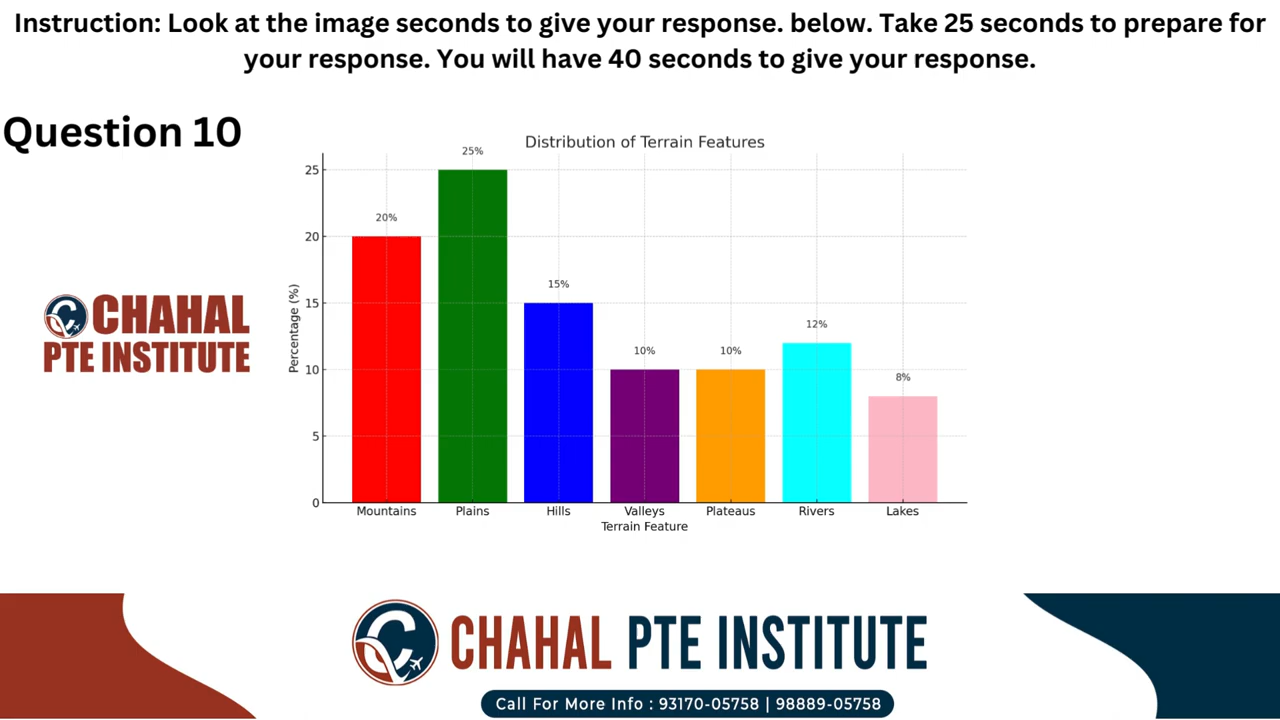 Instruction: Look at the image seconds to give your response. below. Take 25 seconds to prepare for
your response. You will have 40 seconds to give your response.
Question 10
Distribution of Terrain Features
25%
20%
15%
10%
10%
12%
8%
25
20
15
10
5
0
Percentage (%)
Mountains
Plains
Hills
Valleys
Plateaus
Rivers
Lakes
Terrain Feature
CHAHAL
PTE INSTITUTE
CHAHAL PTE INSTITUTE
Call For More Info : 93170-05758 | 98889-05758